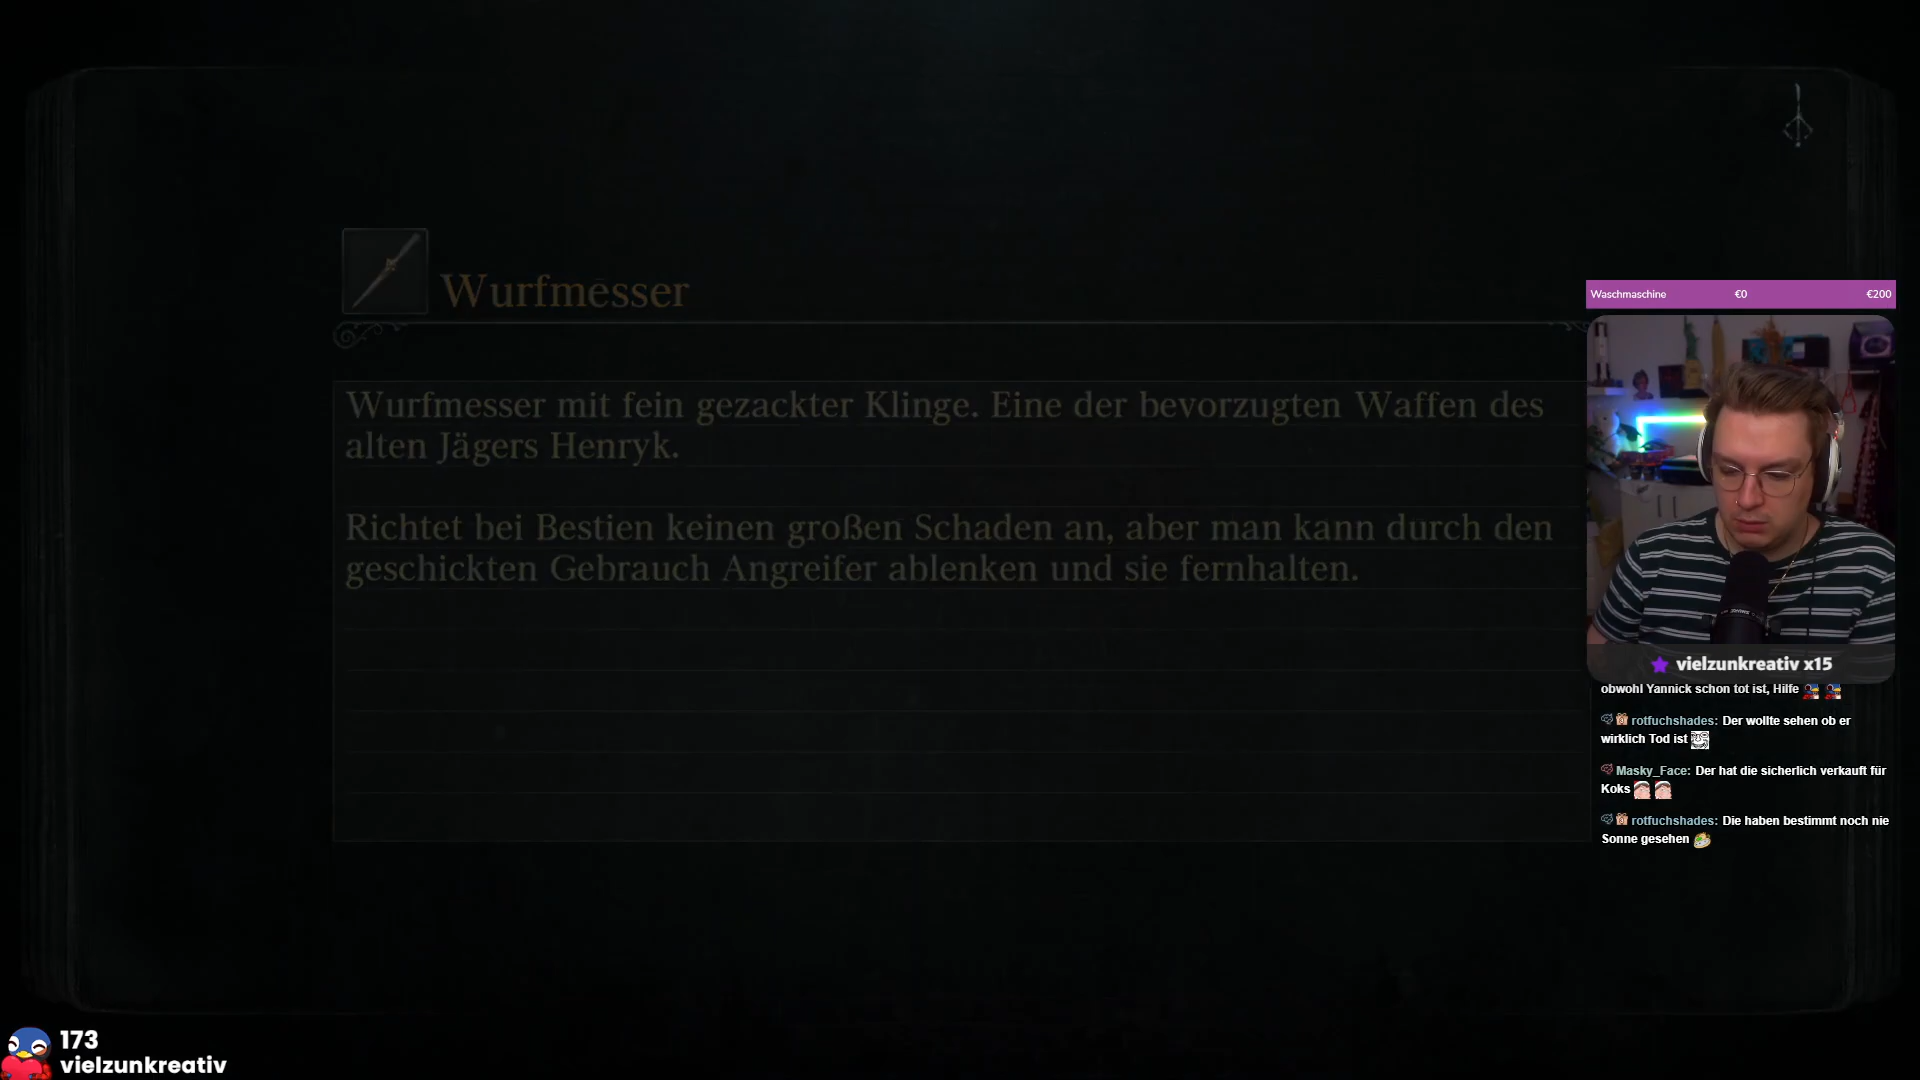 Wurfmesser
Wurfmesser mit fein gezackter Klinge. Eine der bevorzugten Waffen des
alten Jägers Henryk.
Richtet bei Bestien keinen großen Schaden an, aber man kann durch den
geschickten Gebrauch Angreifer ablenken und sie fernhalten.
Waschmaschine €0 €200
vielzunkreativ x15
obwohl Yannick schon tot ist, Hilfe
rotfuchshades: Der wollte sehen ob er
wirklich Tod ist
Masky_Face: Der hat die sicherlich verkauft für
Koks
rotfuchshades: Die haben bestimmt noch nie
Sonne gesehen
173
vielzunkreativ